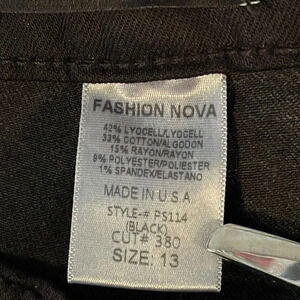 FASHION NOVA
42% LYOCELL/LYOCELL
33% COTTON/ALGODON
15% RAYON/RAYON
9% POLYESTER/POLIESTER
1% SPANDEX/ELASTANO
MADE IN U.S.A
STYLE-# PS114
(BLACK)
CUT# 380
SIZE: 13